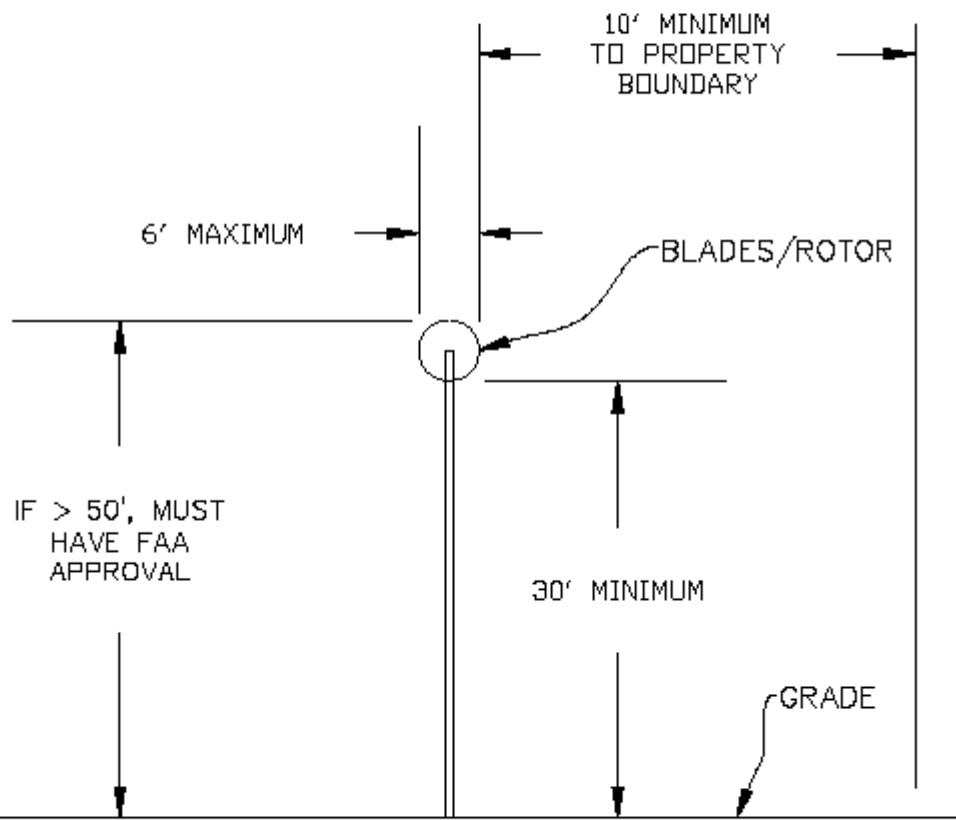 10' MINIMUM
TO PROPERTY
BOUNDARY
6' MAXIMUM
BLADES/ROTOR
IF > 50', MUST
HAVE FAA
APPROVAL
30' MINIMUM
GRADE